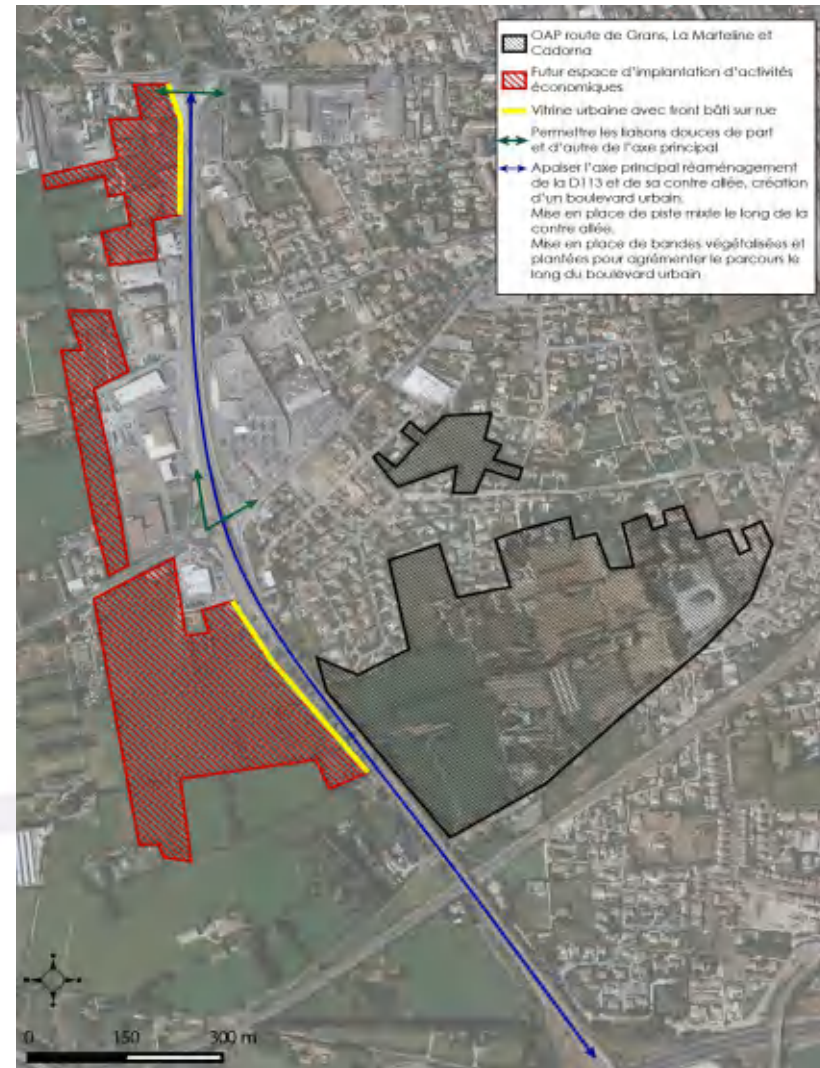 OAP route de Grans, La Marteline et
Cadorna
Futur espace d'implantation d'activités
économiques
Vitrine urbaine avec front bâti sur rue
Permettre les liaisons douces de part
et d'autre de l'axe principal
Apaiser l'axe principal réaménagement
de la D113 et de sa contre allée, création
d'un boulevard urbain.
Mise en place de piste mixte le long de la
contre allée.
Mise en place de bandes végétalisées et
plantées pour agrémenter le parcours le
long du boulevard urbain
0 150 300 m